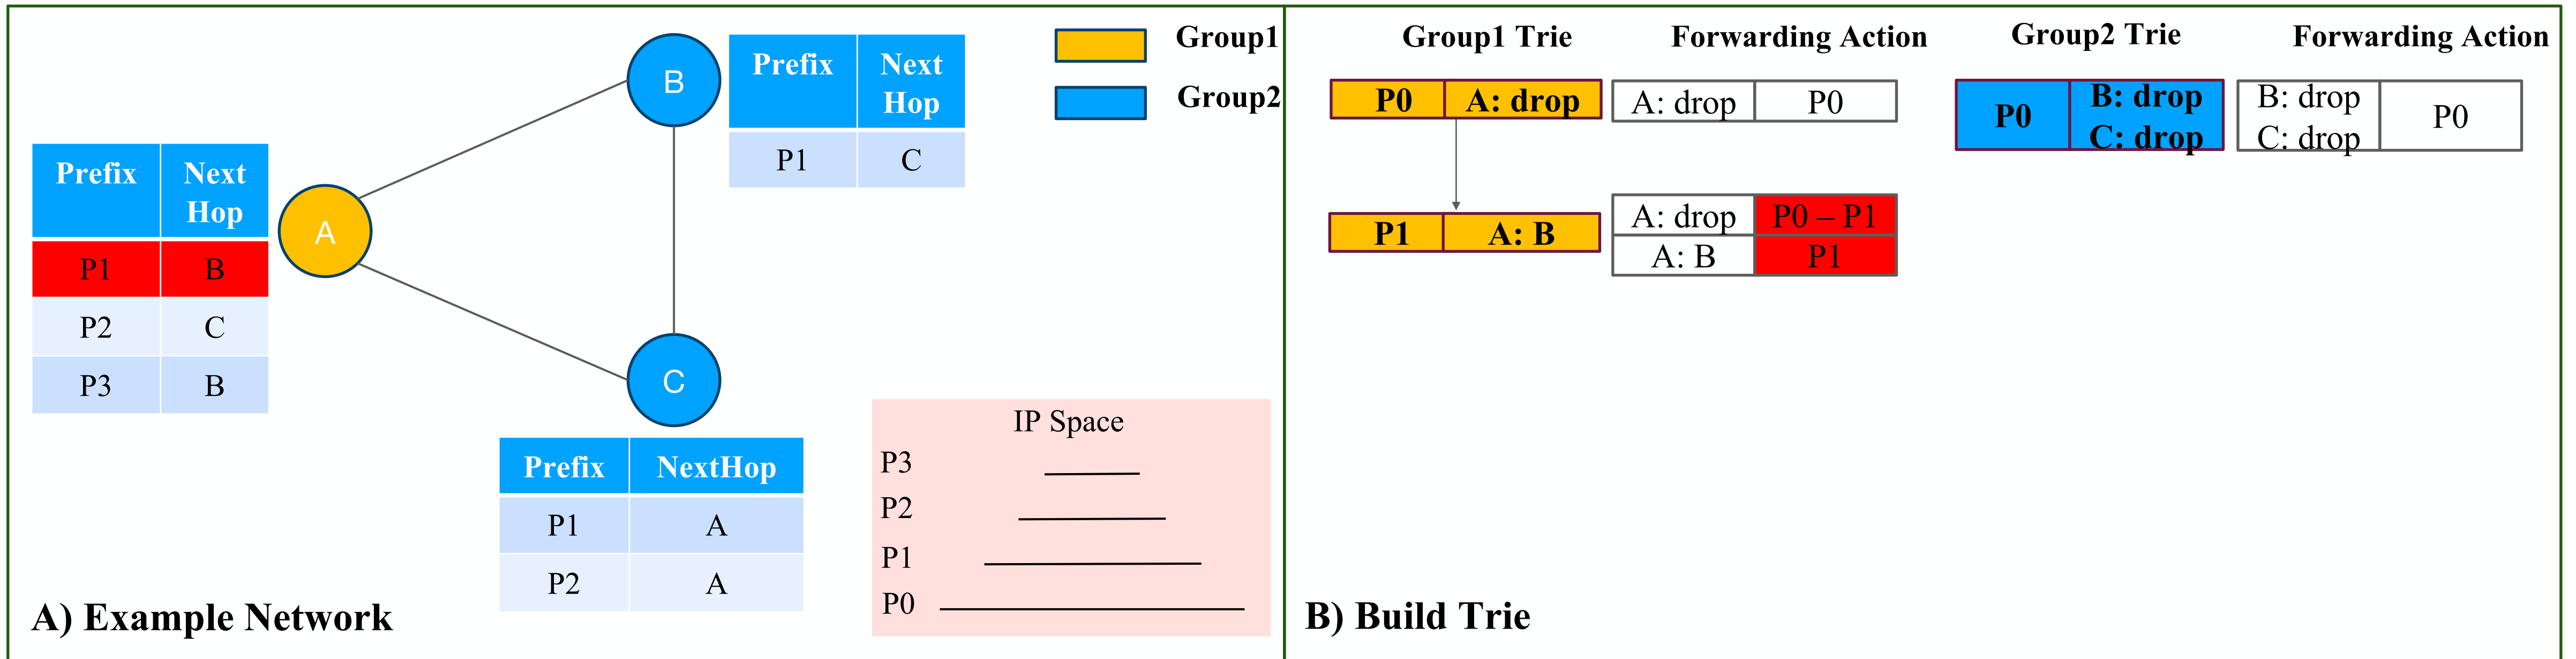 Group1
Group2
B
Prefix Next Hop
P1 C
Prefix Next Hop
P1 B
P2 C
P3 B
A
C
Prefix NextHop
P1 A
P2 A
IP Space
P3
P2
P1
P0
A) Example Network
Group1 Trie Forwarding Action Group2 Trie Forwarding Action
P0 A: drop
A: drop P0
P0 B: drop
C: drop
B: drop
C: drop P0
P1 A: B
A: drop P0 – P1
A: B P1
B) Build Trie